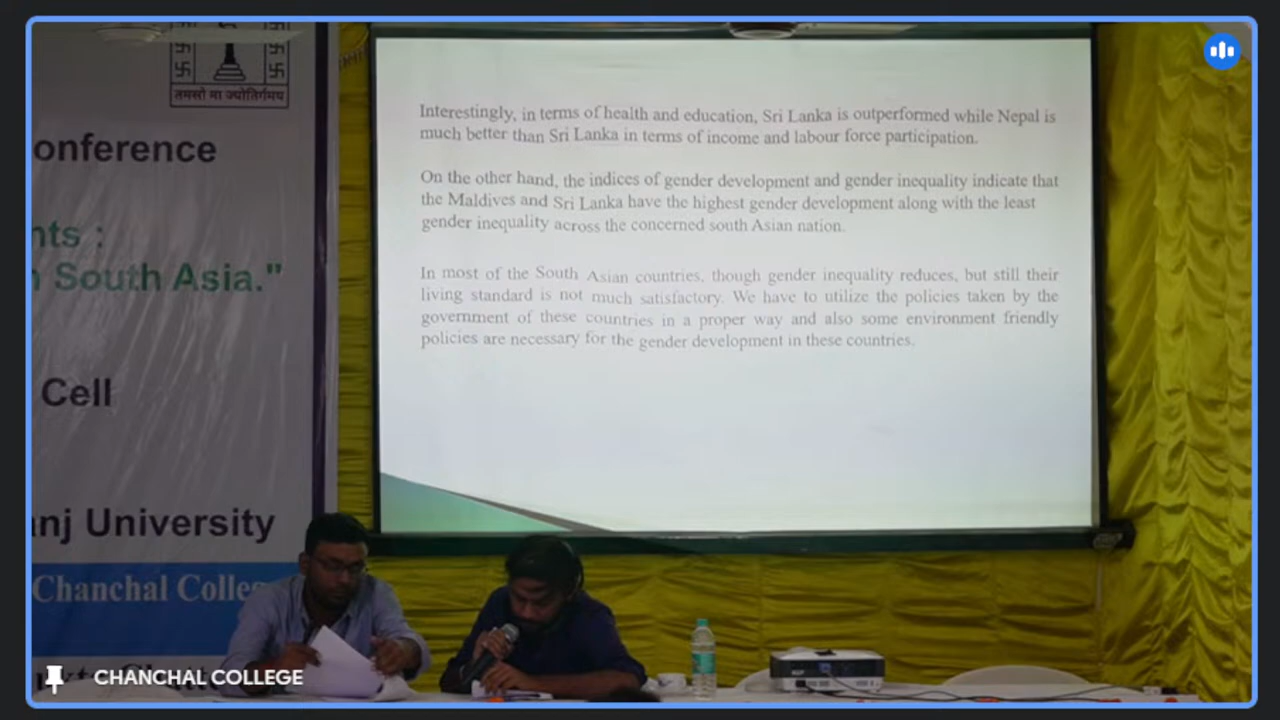 तमसो मा ज्योतिर्गमय
onference
nts :
n South Asia."
Cell
anj University
Chanchal Colle
Interestingly, in terms of health and education, Sri Lanka is outperformed while Nepal is
much better than Sri Lanka in terms of income and labour force participation.
On the other hand, the indices of gender development and gender inequality indicate that
the Maldives and Sri Lanka have the highest gender development along with the least
gender inequality across the concerned south Asian nation.
In most of the South Asian countries, though gender inequality reduces, but still their
living standard is not much satisfactory. We have to utilize the policies taken by the
government of these countries in a proper way and also some environment friendly
policies are necessary for the gender development in these countries.
CHANCHAL COLLEGE